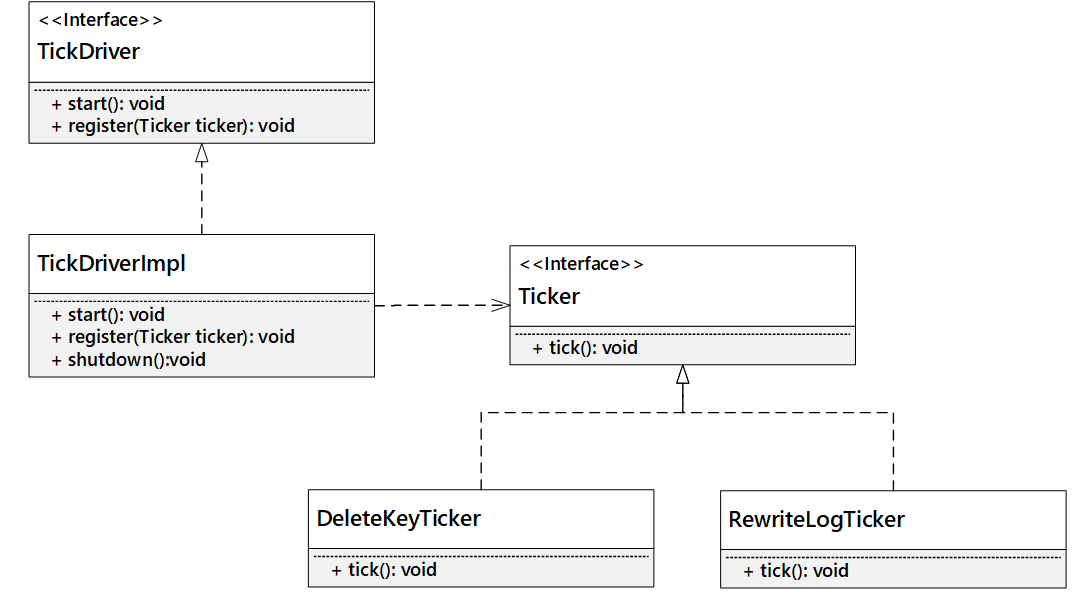 <<Interface>>
TickDriver
+ start(): void
+ register(Ticker ticker): void
TickDriverImpl
+ start(): void
+ register(Ticker ticker): void
+ shutdown():void
<<Interface>>
Ticker
+ tick(): void
DeleteKeyTicker
+ tick(): void
RewriteLogTicker
+ tick(): void